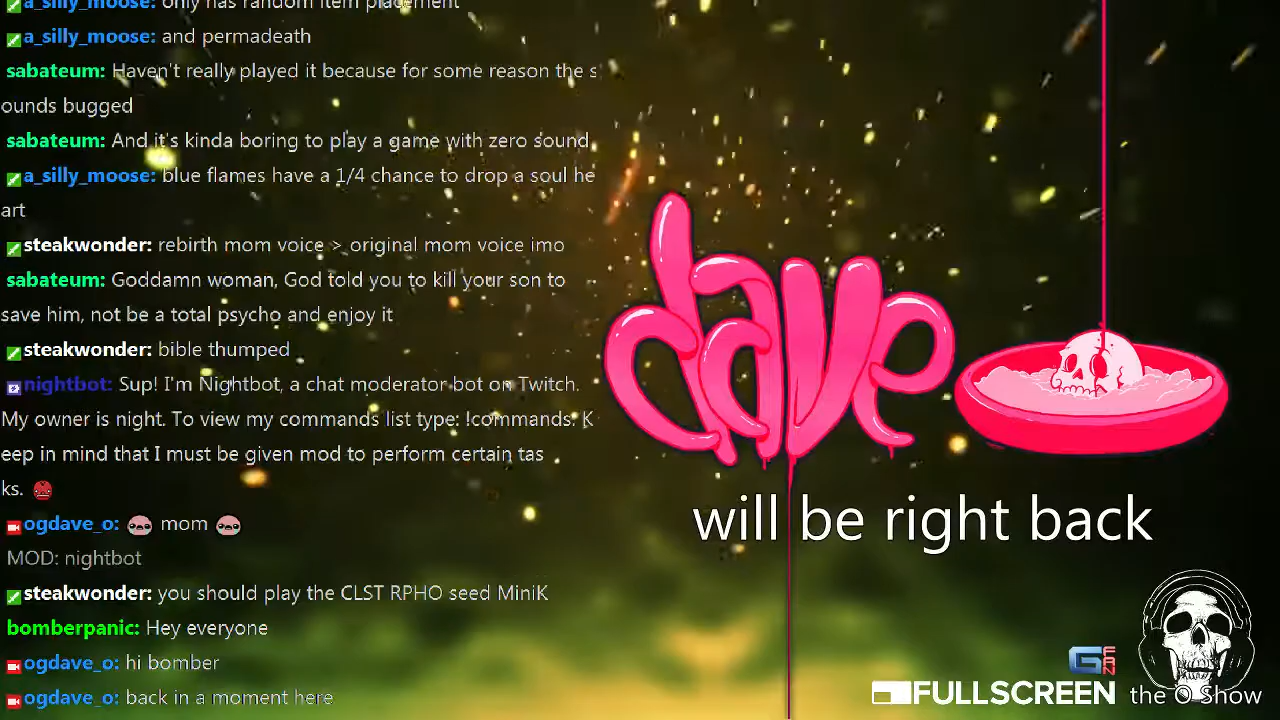 a_silly_moose: only has random item placement
a_silly_moose: and permadeath
sabateum: Haven't really played it because for some reason the s
ounds bugged
sabateum: And it's kinda boring to play a game with zero sound.
a_silly_moose: blue flames have a 1/4 chance to drop a soul he
art
steakwonder: rebirth mom voice > original mom voice imo
sabateum: Goddamn woman, God told you to kill your son to
save him, not be a total psycho and enjoy it
steakwonder: bible thumped
nightbot: Sup! I'm Nightbot, a chat moderator bot on Twitch.
My owner is night. To view my commands list type: !commands. K
eep in mind that I must be given mod to perform certain tas
ks.
ogdave_o: mom
MOD: nightbot
steakwonder: you should play the CLST RPHO seed MiniK
bomberpanic: Hey everyone
ogdave_o: hi bomber
ogdave_o: back in a moment here
dave
will be right back
G FAN
FULLSCREEN
the O Show